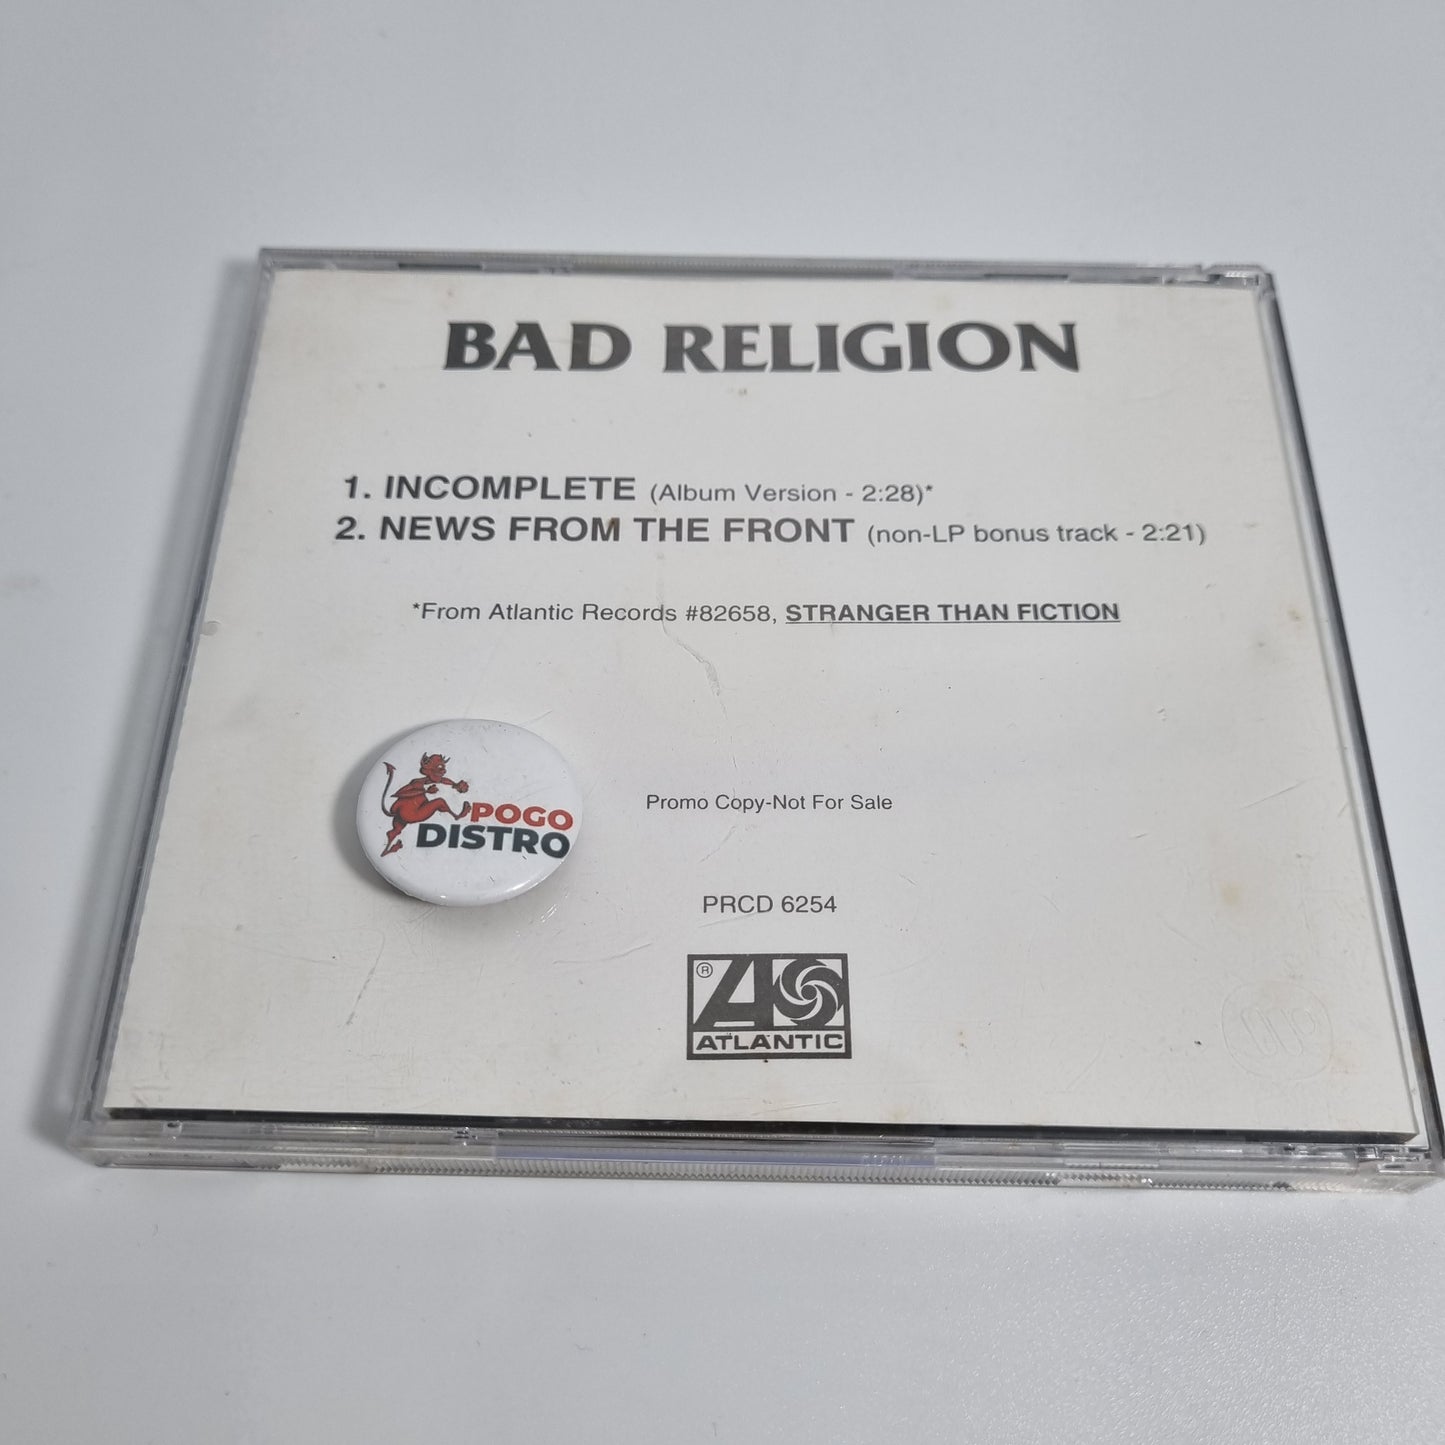 BAD RELIGION
1. INCOMPLETE (Album Version - 2:28)*
2. NEWS FROM THE FRONT (non-LP bonus track - 2:21)
*From Atlantic Records #82658, STRANGER THAN FICTION
POGO
DISTRO
Promo Copy-Not For Sale
PRCD 6254
®
ATLANTIC